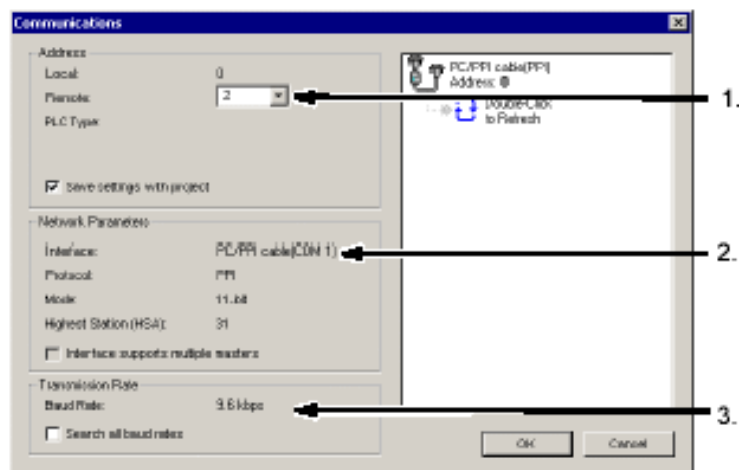 Communications
Address
Local: 0
Remote: 2
PLC Type:
Save settings with project
PC/PPI cable(PPI)
Address: 0
Double-Click
to Refresh
1.
Network Parameters
Interface: PC/PPI cable(COM 1)
2.
Protocol: PPI
Mode: 11-bit
Highest Station (HSA): 31
Interface supports multiple masters
Transmission Rate
Baud Rate: 9.6 kbps
3.
Search all baud rates
OK
Cancel